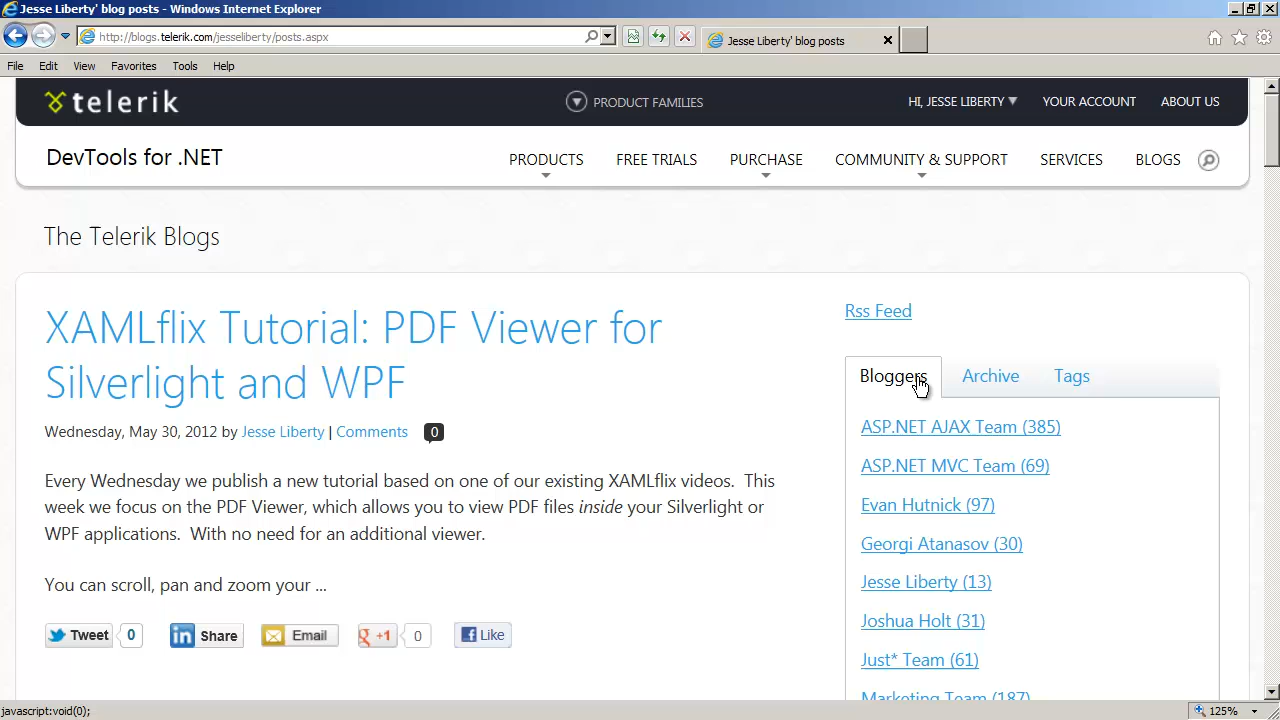 Jesse Liberty' blog posts - Windows Internet Explorer
http://blogs.telerik.com/jesseliberty/posts.aspx
Jesse Liberty' blog posts
File Edit View Favorites Tools Help
telerik
PRODUCT FAMILIES
HI, JESSE LIBERTY
YOUR ACCOUNT
ABOUT US
DevTools for .NET
PRODUCTS
FREE TRIALS
PURCHASE
COMMUNITY & SUPPORT
SERVICES
BLOGS
The Telerik Blogs
XAMLflix Tutorial: PDF Viewer for
Silverlight and WPF
Wednesday, May 30, 2012 by Jesse Liberty | Comments 0
Every Wednesday we publish a new tutorial based on one of our existing XAMLflix videos. This
week we focus on the PDF Viewer, which allows you to view PDF files inside your Silverlight or
WPF applications. With no need for an additional viewer.
You can scroll, pan and zoom your ...
Tweet 0
in Share
Email
g +1 0
f Like
Rss Feed
Bloggers Archive Tags
ASP.NET AJAX Team (385)
ASP.NET MVC Team (69)
Evan Hutnick (97)
Georgi Atanasov (30)
Jesse Liberty (13)
Joshua Holt (31)
Just* Team (61)
Marketing Team (187)
javascript:void(0);
125%